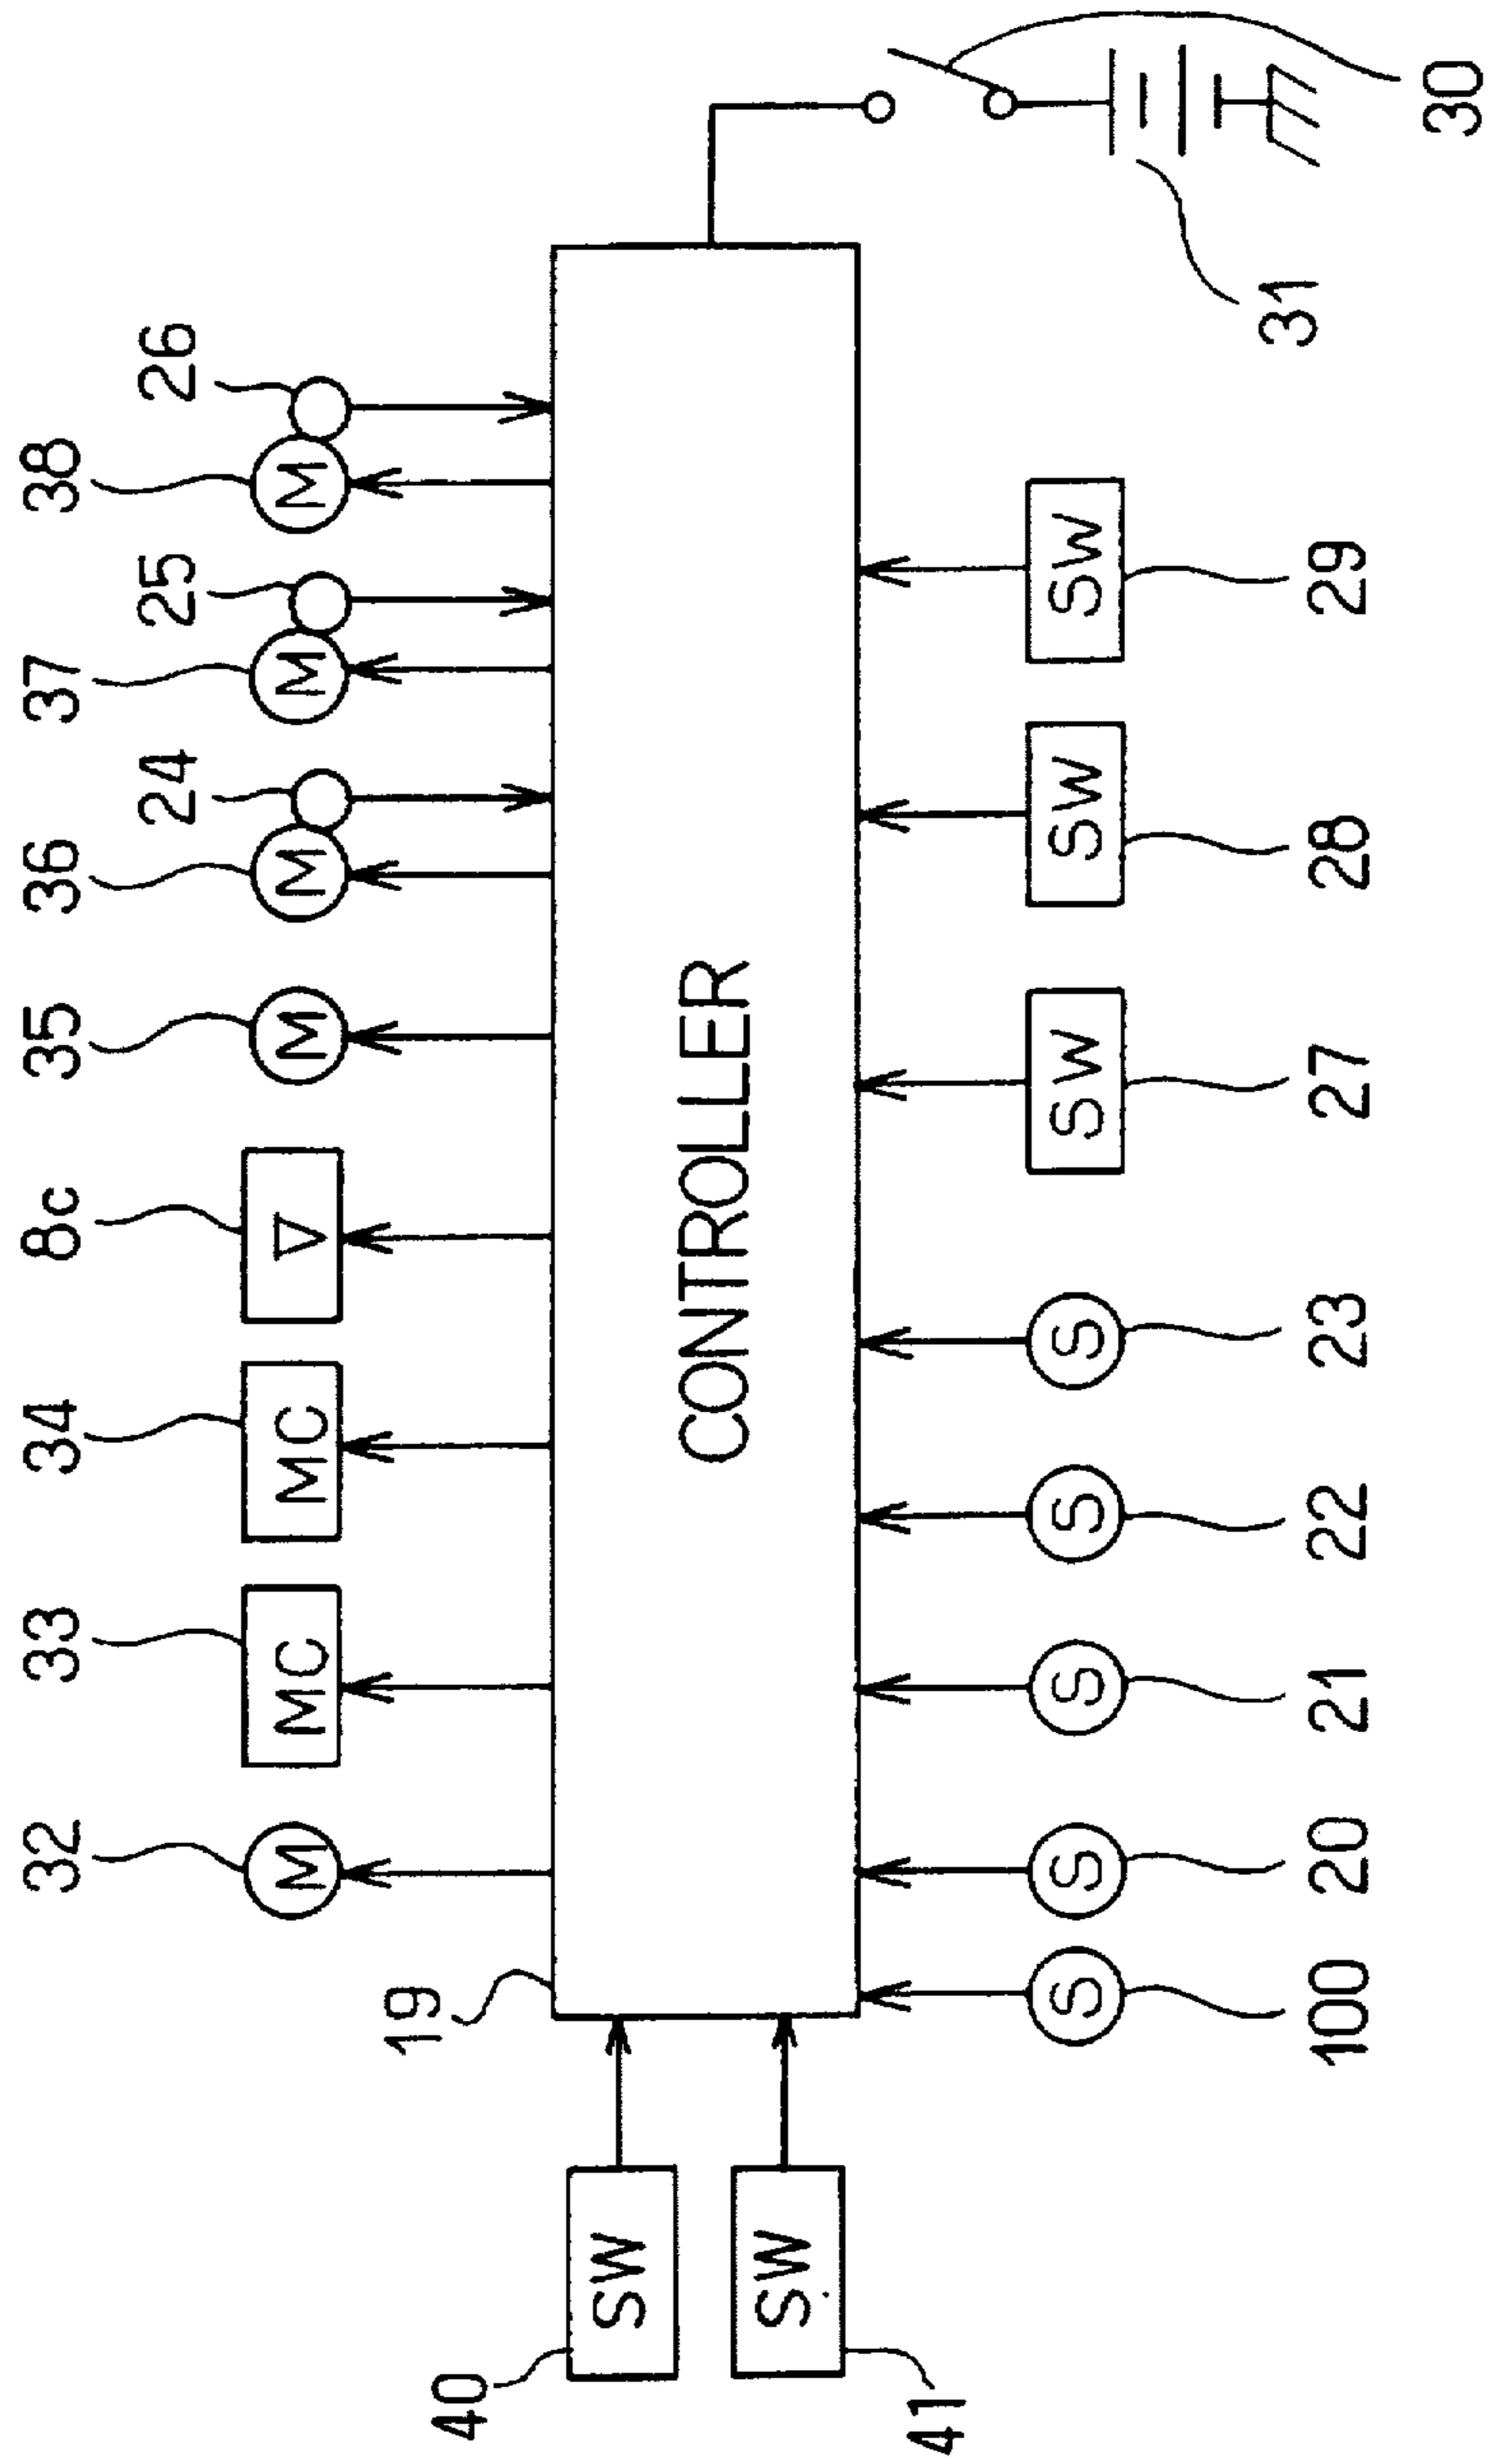 32 33 34 8c 35 36 37 38
24 25 26
M MC MC ▽ M M M M
19
40
SW
CONTROLLER
SW
41
S S S S S SW SW SW
31
100 20 21 22 23 27 28 29
30